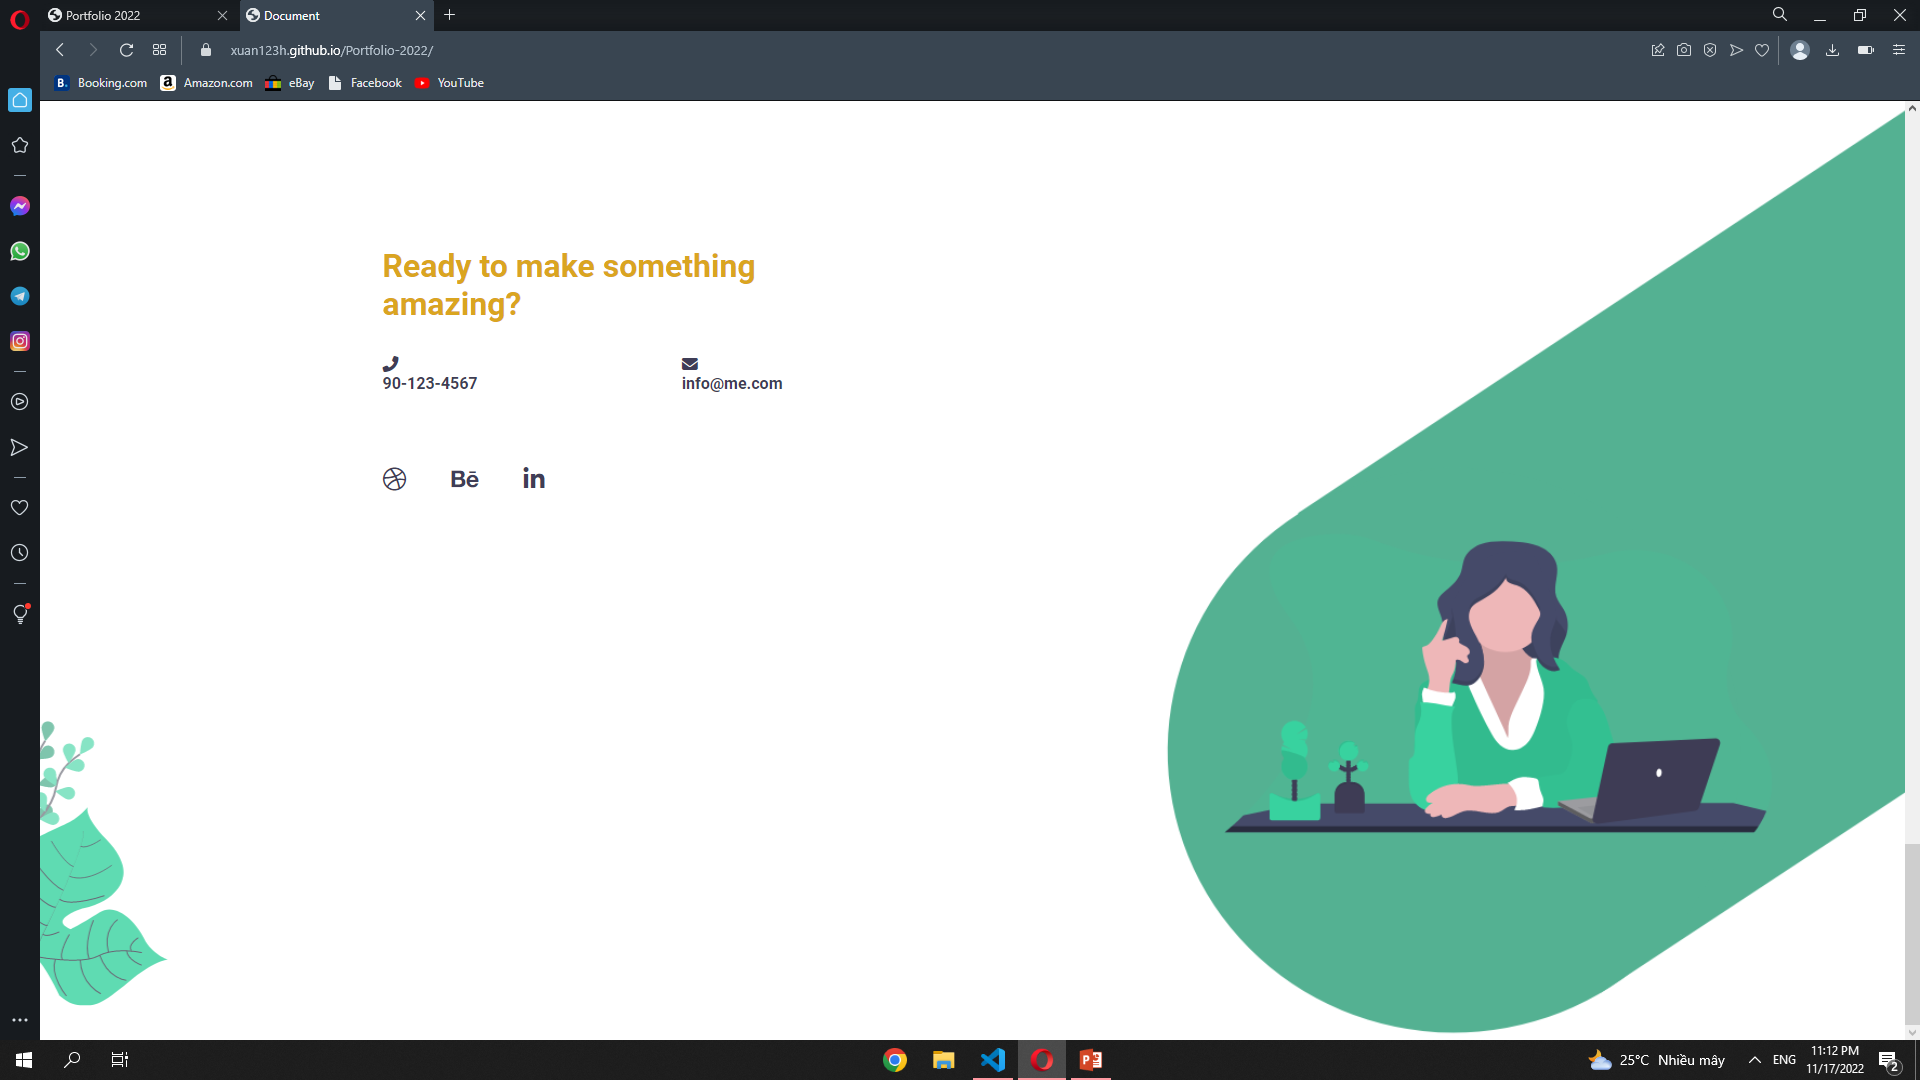 Portfolio 2022
Document
xuan123h.github.io/Portfolio-2022/
B. Booking.com
a Amazon.com
eBay
Facebook
YouTube
Ready to make something
amazing?
90-123-4567
info@me.com
Bē
in
25°C Nhiều mây
ENG
11:12 PM
11/17/2022
2